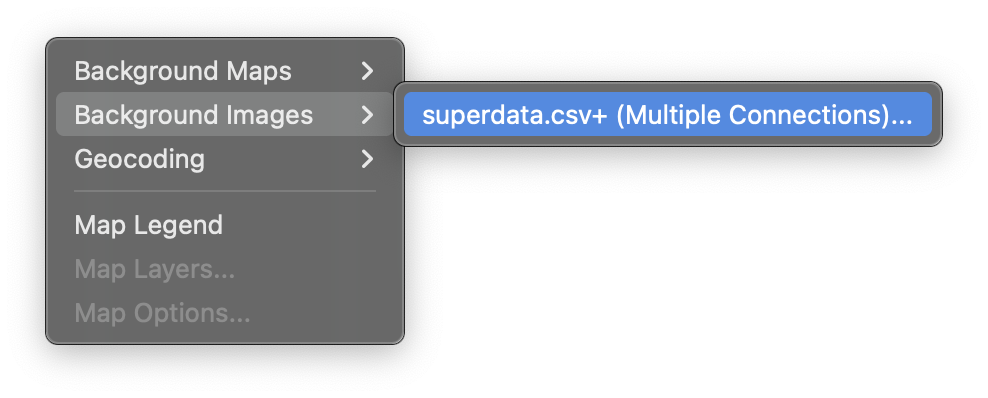 Background Maps
Background Images
superdata.csv+ (Multiple Connections)...
Geocoding
Map Legend
Map Layers...
Map Options...